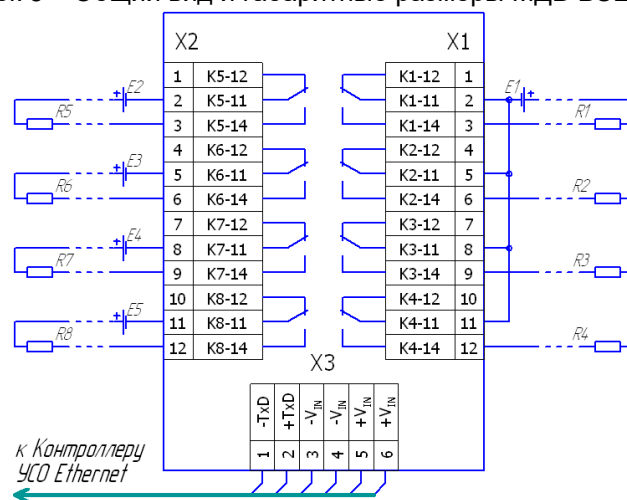 Общий вид и габаритные размеры
X2 X1
1 K5-12 K1-12 1
E2 2 K5-11 K1-11 2 E1
R5 3 K5-14 K1-14 3 R1
4 K6-12 K2-12 4
E3 5 K6-11 K2-11 5
R6 6 K6-14 K2-14 6 R2
7 K7-12 K3-12 7
E4 8 K7-11 K3-11 8
R7 9 K7-14 K3-14 9 R3
10 K8-12 K4-12 10
E5 11 K8-11 K4-11 11
R8 12 K8-14 K4-14 12 R4
X3
-TxD +TxD -VIN -VIN +VIN +VIN
1 2 3 4 5 6
к Контроллеру
УСО Ethernet